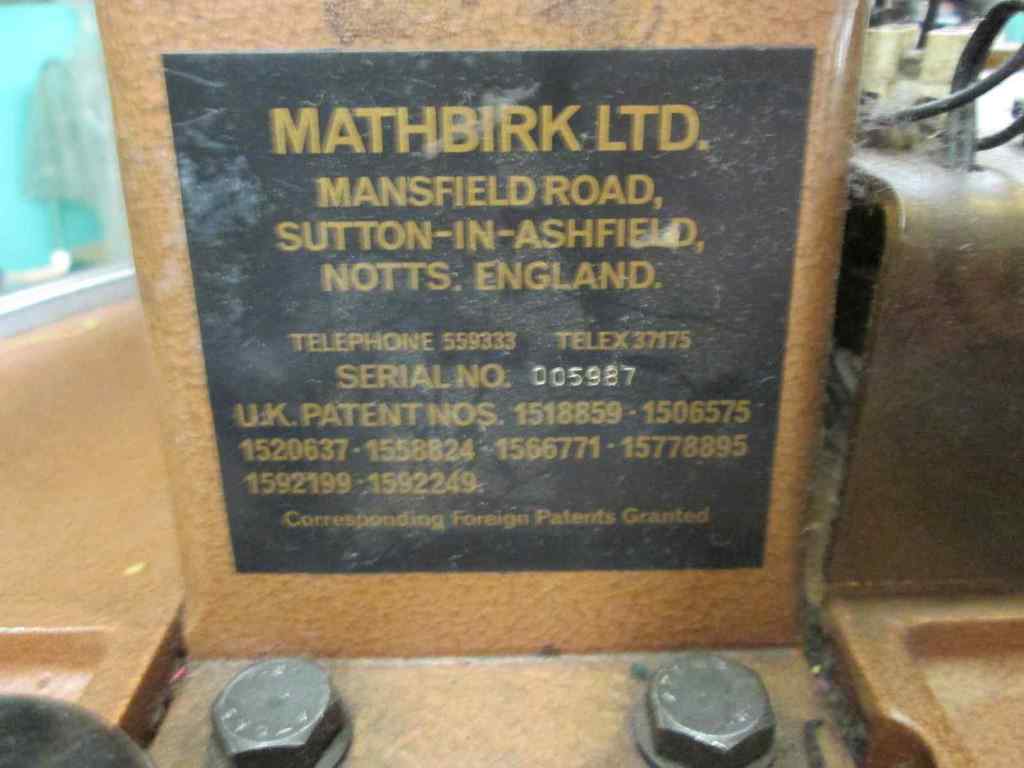 MATHBIRK LTD.
MANSFIELD ROAD,
SUTTON-IN-ASHFIELD,
NOTTS. ENGLAND.
TELEPHONE 559333 TELEX 37175
SERIAL NO. 005987
U.K. PATENT NOS. 1518859 · 1506575
1520637 · 1558824 · 1566771 · 15778895
1592199 · 1592249
Corresponding Foreign Patents Granted